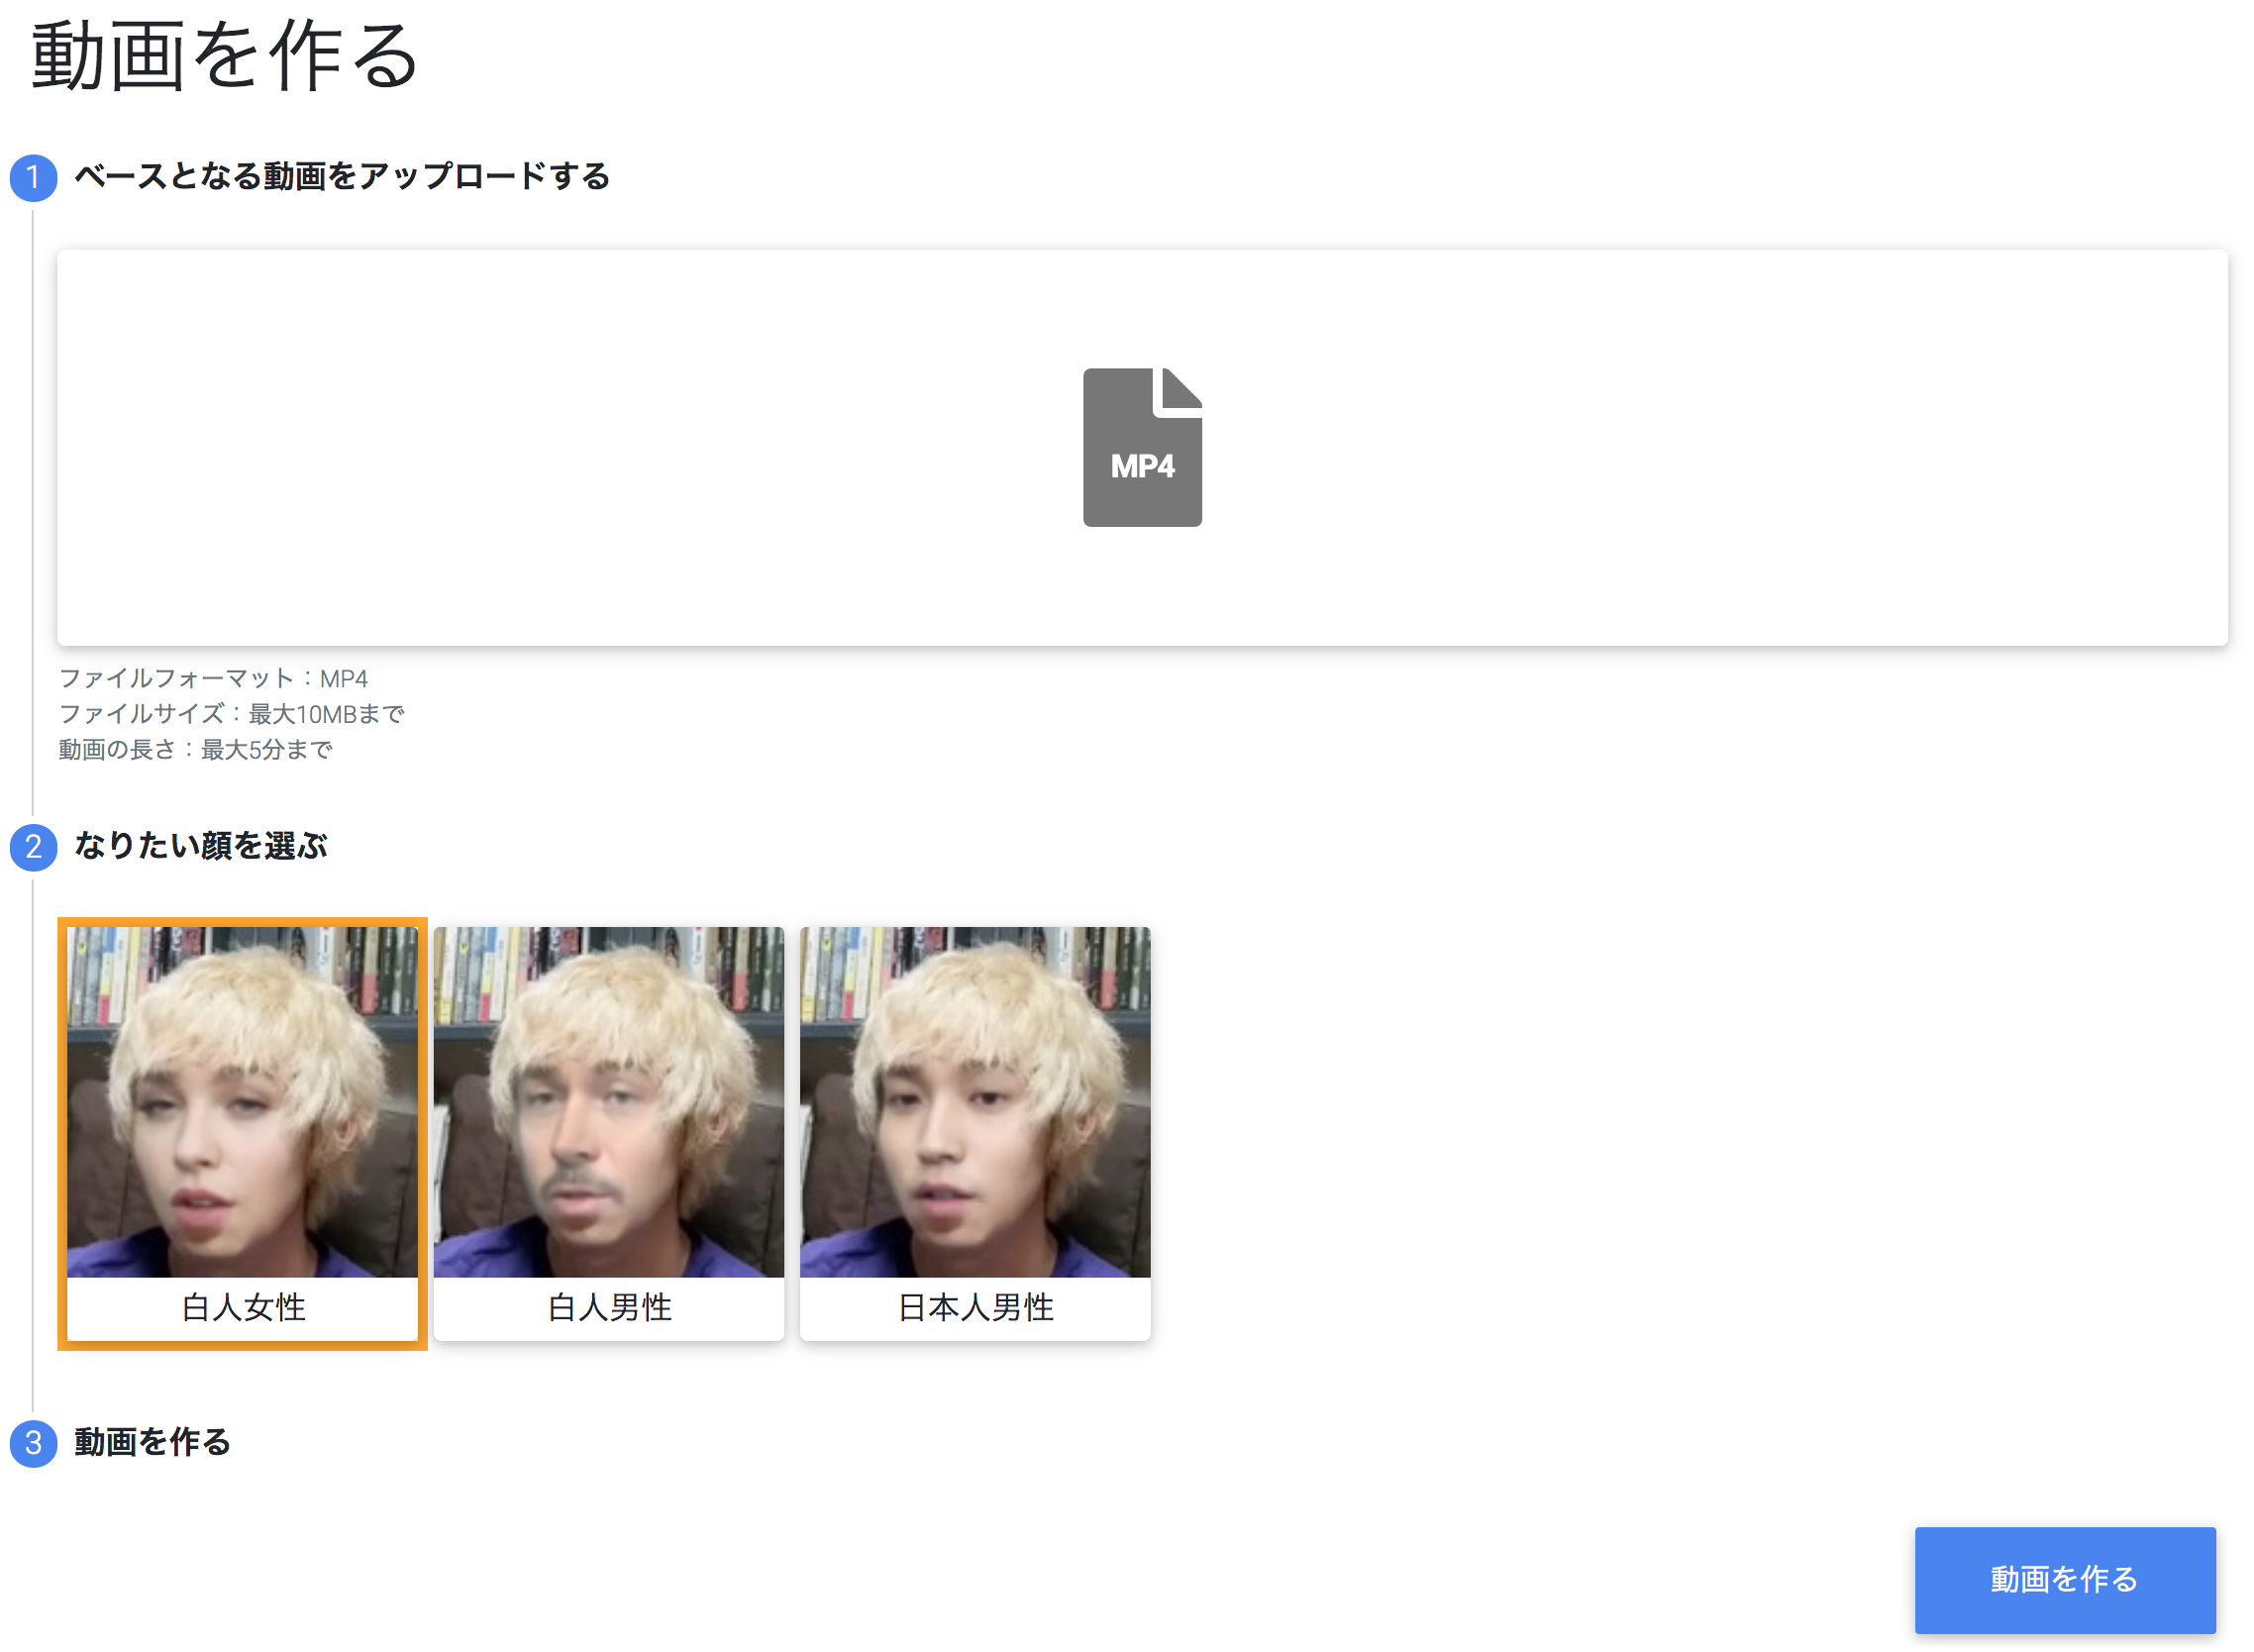 動画を作る
1 ベースとなる動画をアップロードする
MP4
ファイルフォーマット：MP4
ファイルサイズ：最大10MBまで
動画の長さ：最大5分まで
2 なりたい顔を選ぶ
白人女性
白人男性
日本人男性
3 動画を作る
動画を作る